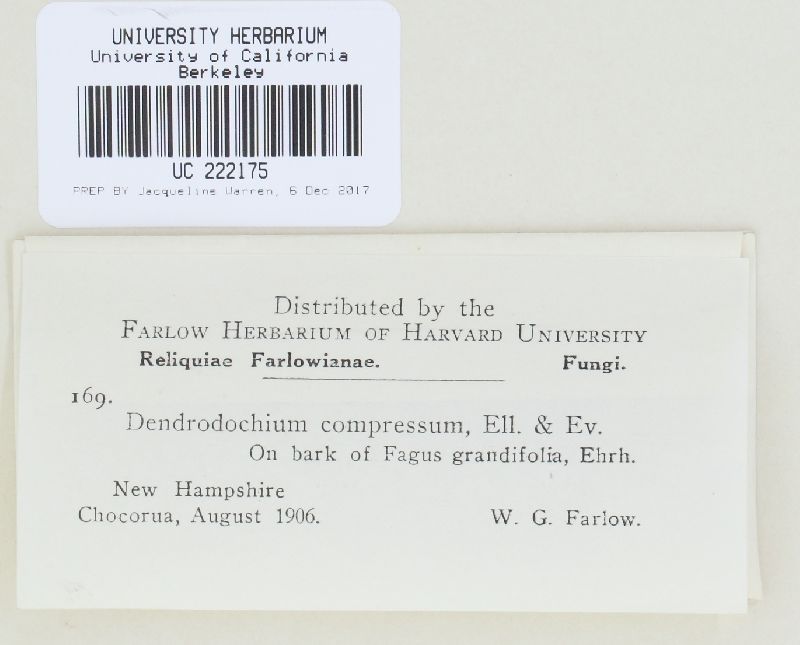 UNIVERSITY HERBARIUM
University of California
Berkeley
UC 222175
PREP BY Jacqueline Warren, 6 Dec 2017
Distributed by the
FARLOW HERBARIUM OF HARVARD UNIVERSITY
Reliquiae Farlowianae. Fungi.
169.
Dendrodochium compressum, Ell. & Ev.
On bark of Fagus grandifolia, Ehrh.
New Hampshire
Chocorua, August 1906. W. G. Farlow.